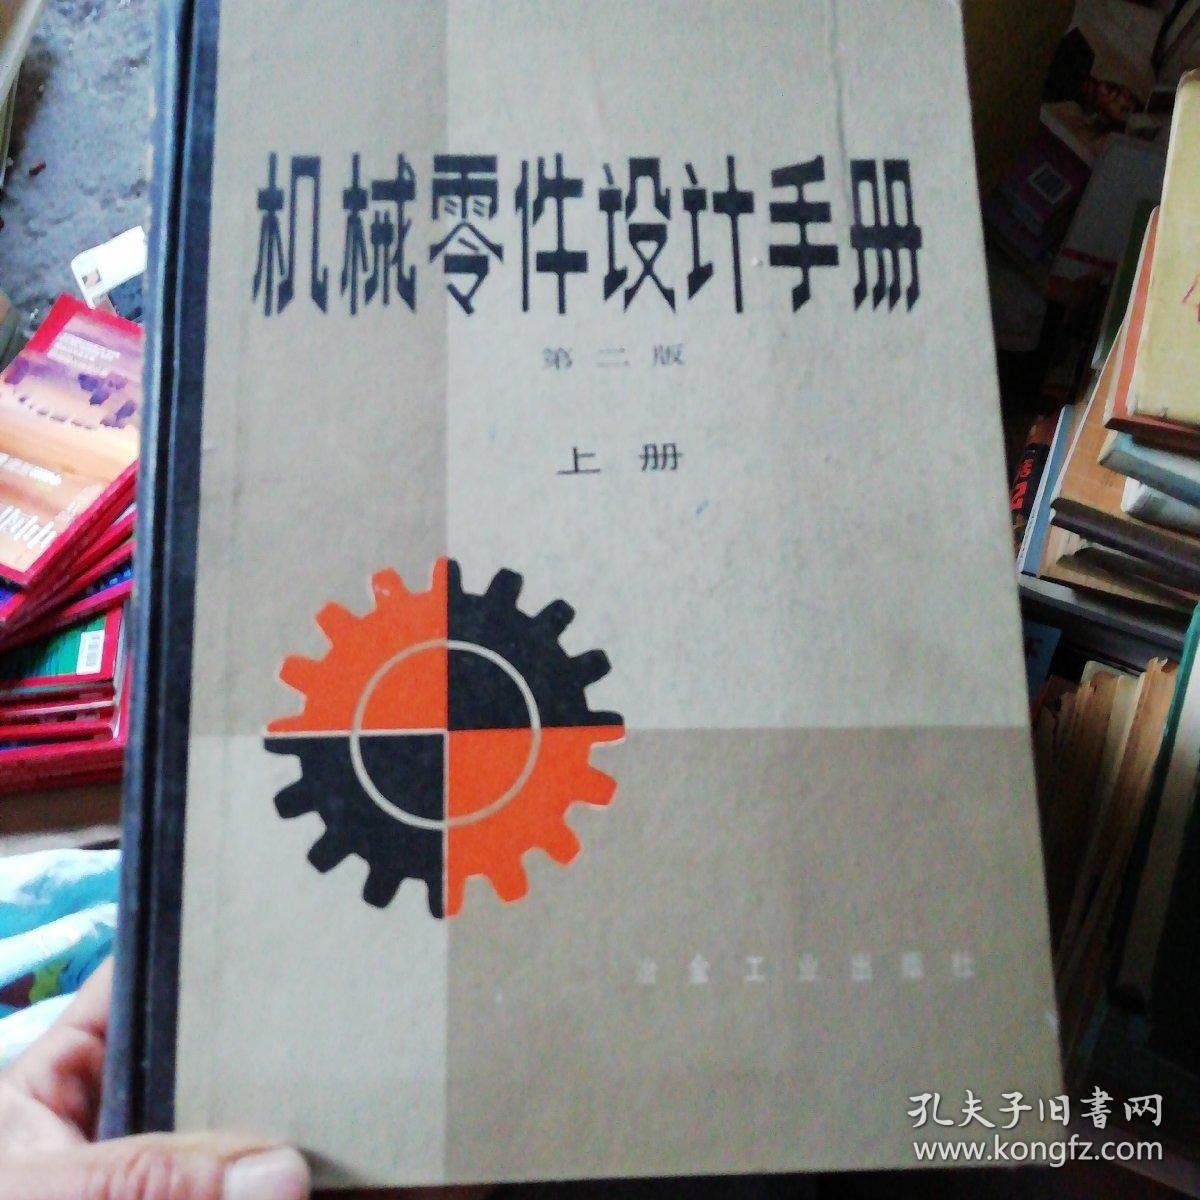 机械零件设计手册
第二版
上册
冶金工业出版社
孔夫子旧書网
www.kongfz.com